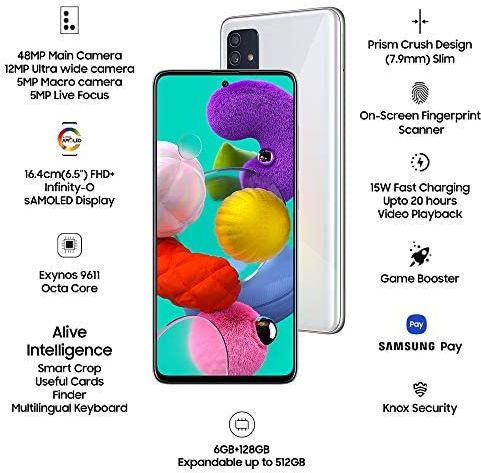 48MP Main Camera
12MP Ultra wide camera
5MP Macro camera
5MP Live Focus
sAMOLED
16.4cm(6.5") FHD+
Infinity-O
sAMOLED Display
Exynos 9611
Octa Core
Alive
Intelligence
Smart Crop
Useful Cards
Finder
Multilingual Keyboard
Prism Crush Design
(7.9mm) Slim
On-Screen Fingerprint
Scanner
15W Fast Charging
Upto 20 hours
Video Playback
Game Booster
Pay
SAMSUNG Pay
Knox Security
6GB+128GB
Expandable up to 512GB